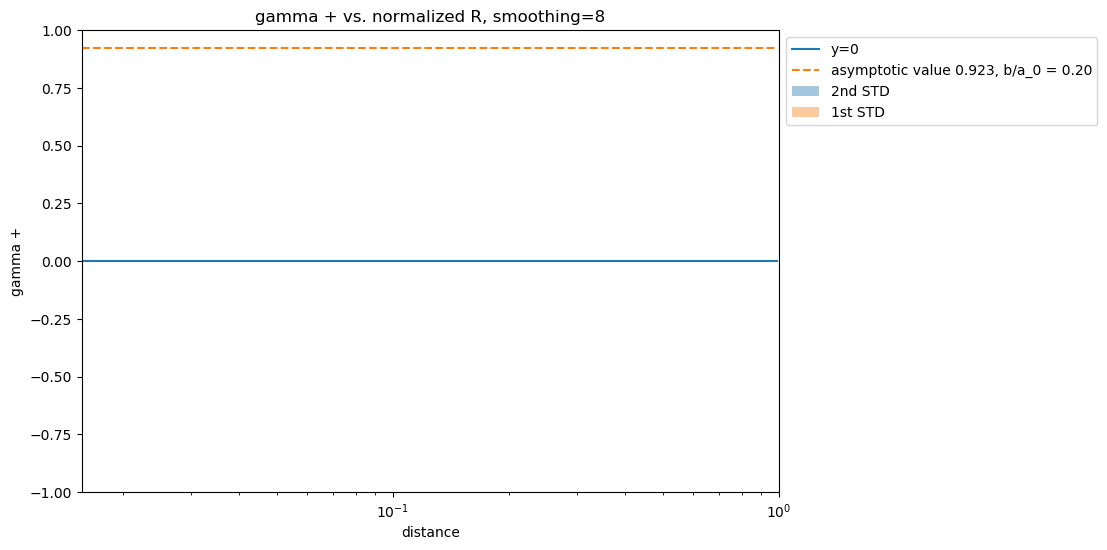 gamma + vs. normalized R, smoothing=8
1.00
0.75
0.50
0.25
0.00
−0.25
−0.50
−0.75
−1.00
gamma +
10⁻¹
10⁰
distance
y=0
asymptotic value 0.923, b/a_0 = 0.20
2nd STD
1st STD